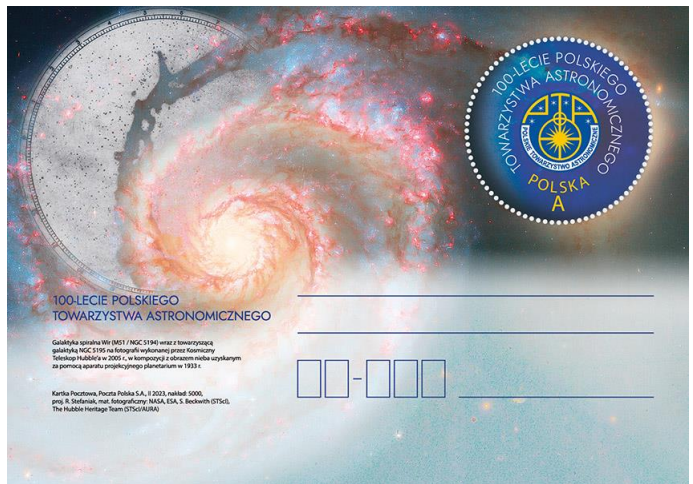 100-LECIE POLSKIEGO
TOWARZYSTWA ASTRONOMICZNEGO
POLSKIE TOWARZYSTWO ASTRONOMICZNE
POLSKA
A
100-LECIE POLSKIEGO
TOWARZYSTWA ASTRONOMICZNEGO
Galaktyka spiralna Wir (M51 / NGC 5194) wraz z towarzyszącą
galaktyką NGC 5195 na fotografii wykonanej przez Kosmiczny
Teleskop Hubble'a w 2005 r., w kompozycji z obrazem nieba uzyskanym
za pomocą aparatu projekcyjnego planetarium w 1933 r.
Kartka Pocztowa, Poczta Polska S.A., II 2023, nakład: 5000,
proj. R. Stefaniak, mat. fotograficzny: NASA, ESA, S. Beckwith (STScI),
The Hubble Heritage Team (STScI/AURA)